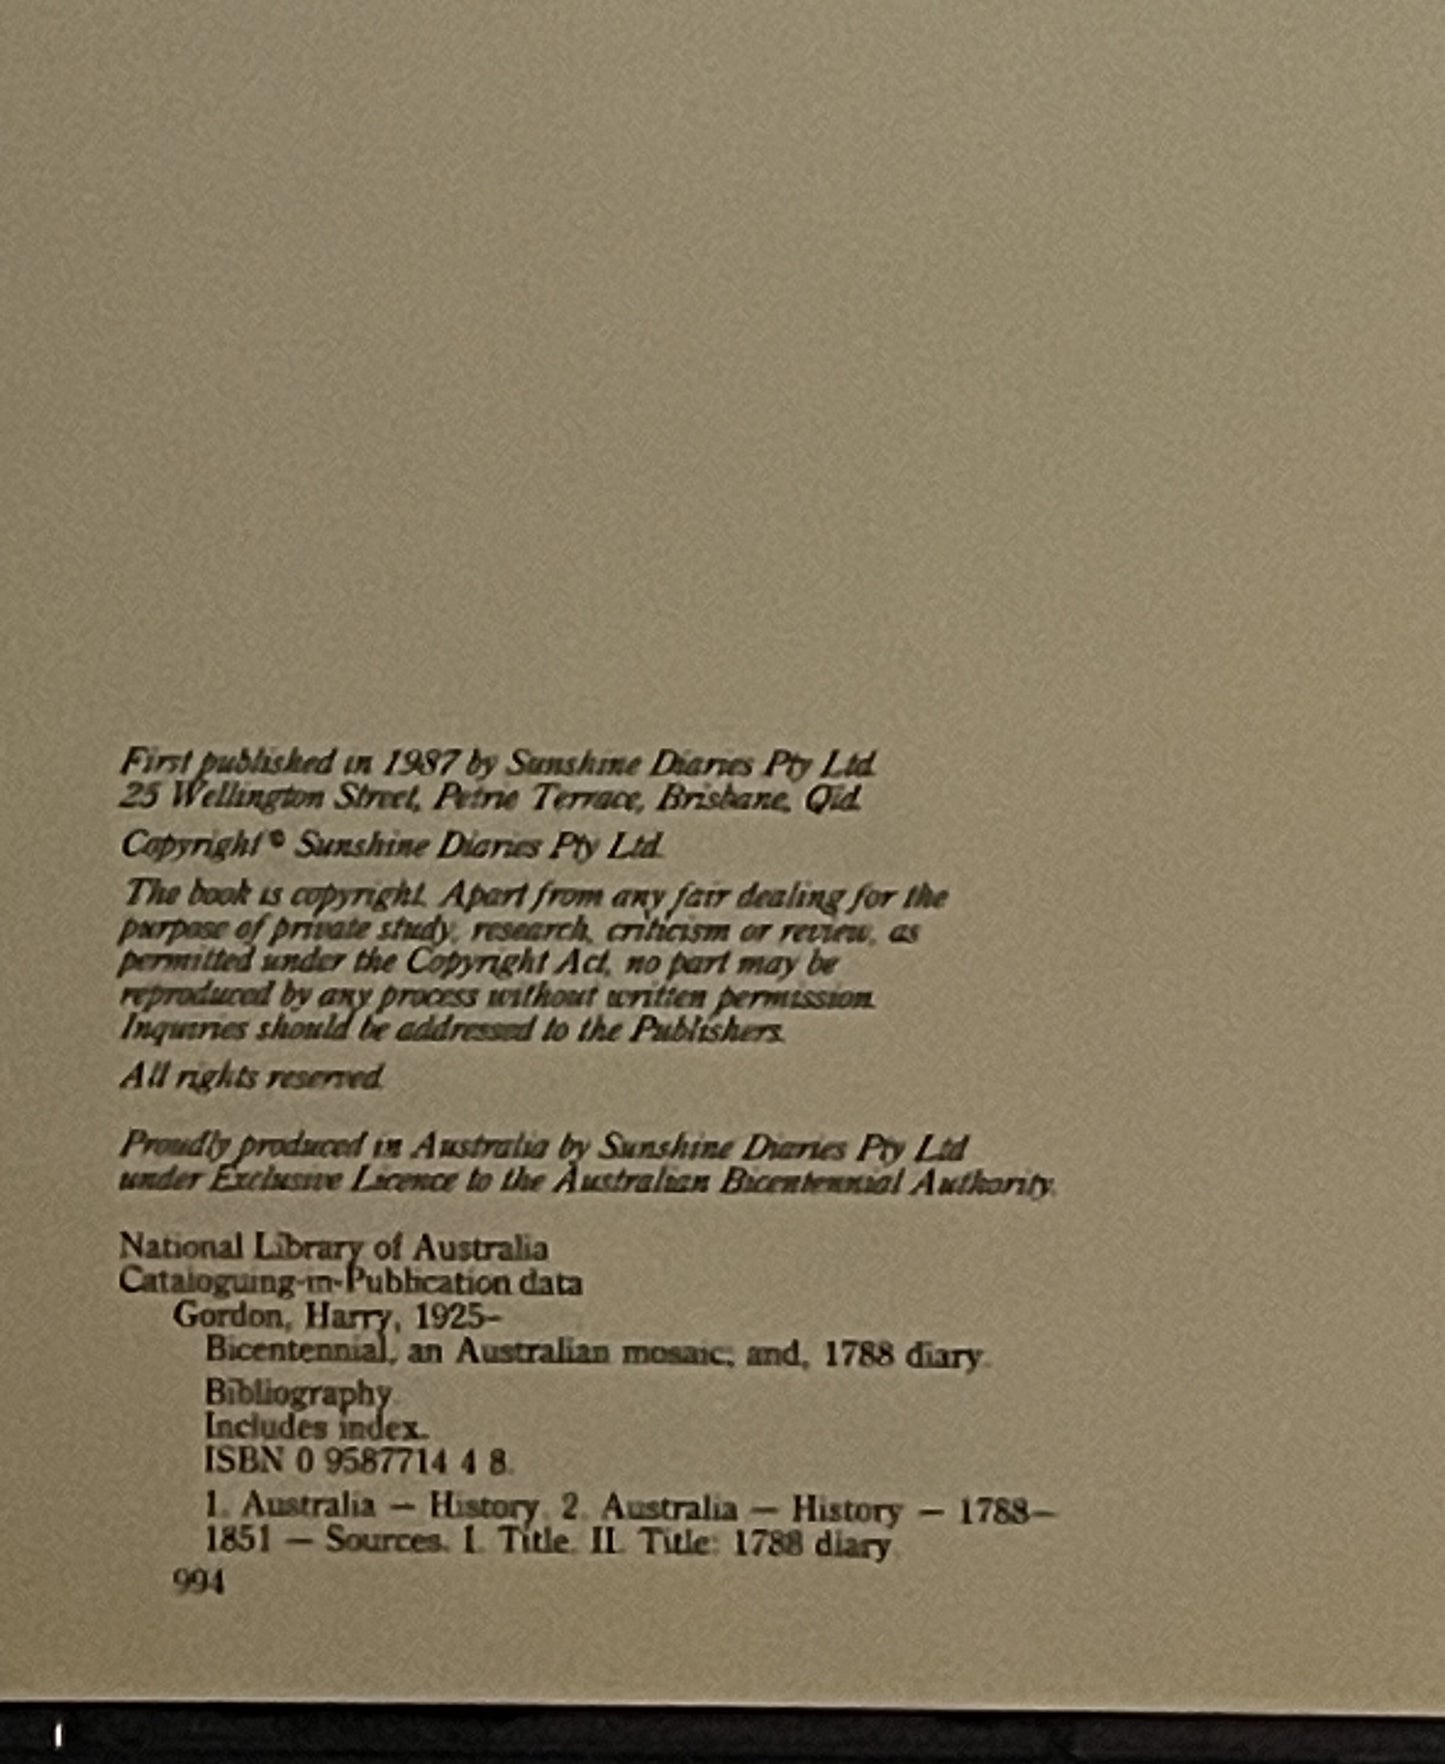 First published in 1987 by Sunshine Diaries Pty Ltd.
25 Wellington Street, Petrie Terrace, Brisbane, Qld.
Copyright © Sunshine Diaries Pty Ltd.
The book is copyright. Apart from any fair dealing for the
purpose of private study, research, criticism or review, as
permitted under the Copyright Act, no part may be
reproduced by any process without written permission.
Inquiries should be addressed to the Publishers.
All rights reserved.
Proudly produced in Australia by Sunshine Diaries Pty Ltd
under Exclusive Licence to the Australian Bicentennial Authority.
National Library of Australia
Cataloguing-in-Publication data
Gordon, Harry, 1925–
Bicentennial, an Australian mosaic; and, 1788 diary.
Bibliography.
Includes index.
ISBN 0 9587714 4 8.
1. Australia — History. 2. Australia — History — 1788–
1851 — Sources. I. Title. II. Title: 1788 diary.
994